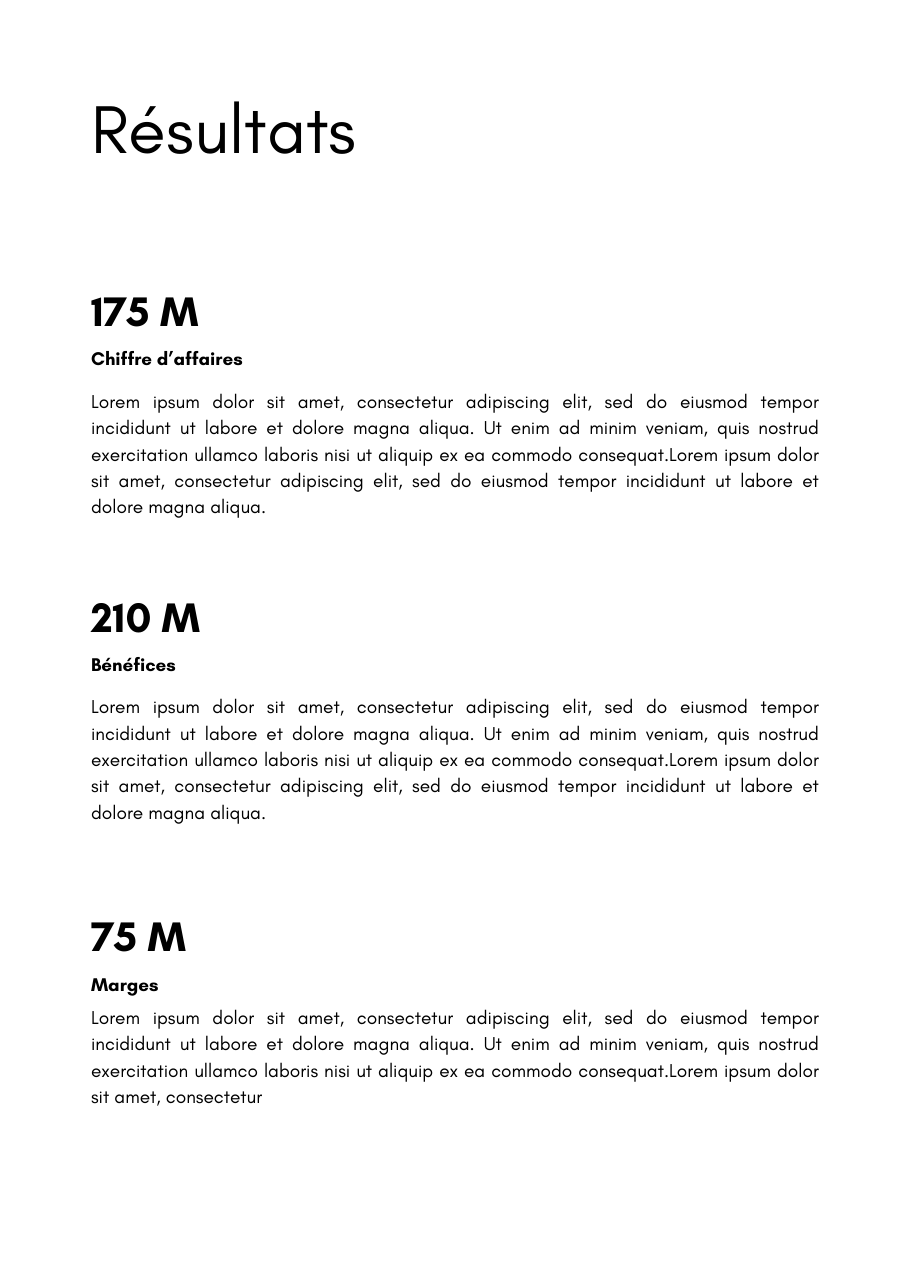 Résultats
175 M
Chiffre d’affaires
Lorem ipsum dolor sit amet, consectetur adipiscing elit, sed do eiusmod tempor
incididunt ut labore et dolore magna aliqua. Ut enim ad minim veniam, quis nostrud
exercitation ullamco laboris nisi ut aliquip ex ea commodo consequat.Lorem ipsum dolor
sit amet, consectetur adipiscing elit, sed do eiusmod tempor incididunt ut labore et
dolore magna aliqua.
210 M
Bénéfices
Lorem ipsum dolor sit amet, consectetur adipiscing elit, sed do eiusmod tempor
incididunt ut labore et dolore magna aliqua. Ut enim ad minim veniam, quis nostrud
exercitation ullamco laboris nisi ut aliquip ex ea commodo consequat.Lorem ipsum dolor
sit amet, consectetur adipiscing elit, sed do eiusmod tempor incididunt ut labore et
dolore magna aliqua.
75 M
Marges
Lorem ipsum dolor sit amet, consectetur adipiscing elit, sed do eiusmod tempor
incididunt ut labore et dolore magna aliqua. Ut enim ad minim veniam, quis nostrud
exercitation ullamco laboris nisi ut aliquip ex ea commodo consequat.Lorem ipsum dolor
sit amet, consectetur